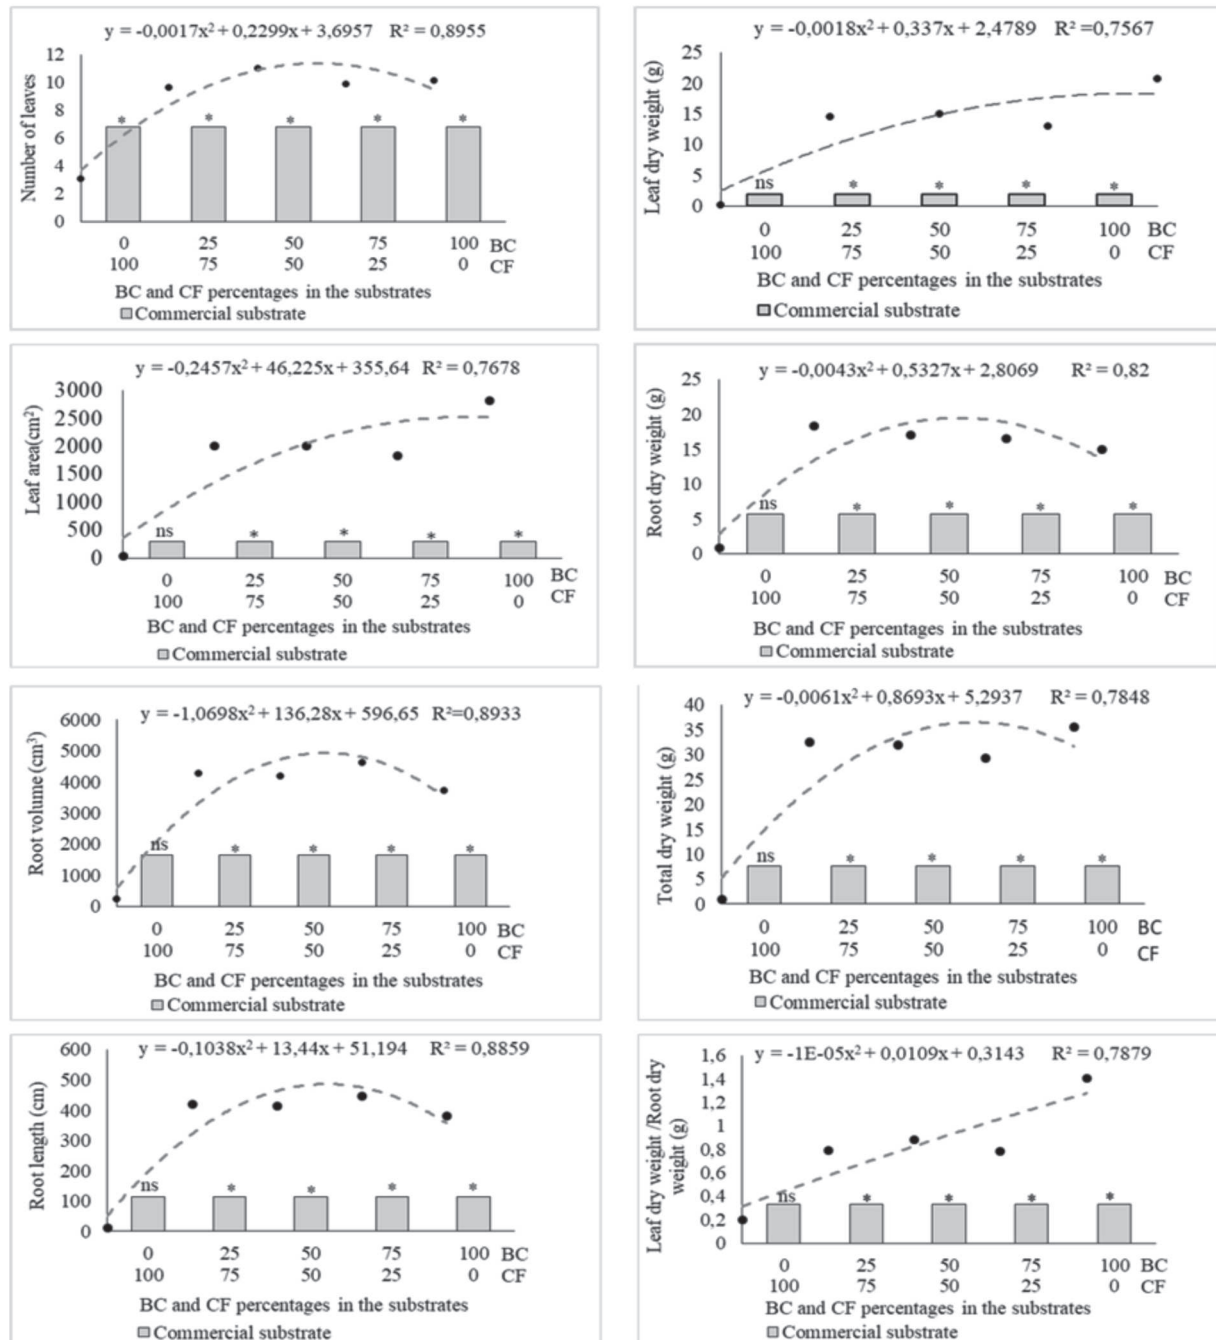 y = -0,0017x² + 0,2299x + 3,6957 R² = 0,8955
Number of leaves
12
10
8
6
4
2
0
* * * * *
0 25 50 75 100 BC
100 75 50 25 0 CF
BC and CF percentages in the substrates
Commercial substrate
y = -0,0018x² + 0,337x + 2,4789 R² =0,7567
Leaf dry weight (g)
25
20
15
10
5
0
ns * * * *
0 25 50 75 100 BC
100 75 50 25 0 CF
BC and CF percentages in the substrates
Commercial substrate
y = -0,2457x² + 46,225x + 355,64 R² = 0,7678
Leaf area(cm²)
3000
2500
2000
1500
1000
500
0
ns * * * *
0 25 50 75 100 BC
100 75 50 25 0 CF
BC and CF percentages in the substrates
Commercial substrate
y = -0,0043x² + 0,5327x + 2,8069 R² = 0,82
Root dry weight (g)
25
20
15
10
5
0
ns * * * *
0 25 50 75 100 BC
100 75 50 25 0 CF
BC and CF percentages in the substrates
Commercial substrate
y = -1,0698x² + 136,28x + 596,65 R²=0,8933
Root volume (cm³)
6000
5000
4000
3000
2000
1000
0
ns * * * *
0 25 50 75 100 BC
100 75 50 25 0 CF
BC and CF percentages in the substrates
Commercial substrate
y = -0,0061x² + 0,8693x + 5,2937 R² = 0,7848
Total dry weight (g)
40
35
30
25
20
15
10
5
0
ns * * * *
0 25 50 75 100 BC
100 75 50 25 0 CF
BC and CF percentages in the substrates
Commercial substrate
y = -0,1038x² + 13,44x + 51,194 R² = 0,8859
Root length (cm)
600
500
400
300
200
100
0
ns * * * *
0 25 50 75 100 BC
100 75 50 25 0 CF
BC and CF percentages in the substrates
Commercial substrate
y = -1E-05x² + 0,0109x + 0,3143 R² = 0,7879
Leaf dry weight /Root dry
weight (g)
1,6
1,4
1,2
1
0,8
0,6
0,4
0,2
0
ns * * * *
0 25 50 75 100 BC
100 75 50 25 0 CF
BC and CF percentages in the substrates
Commercial substrate